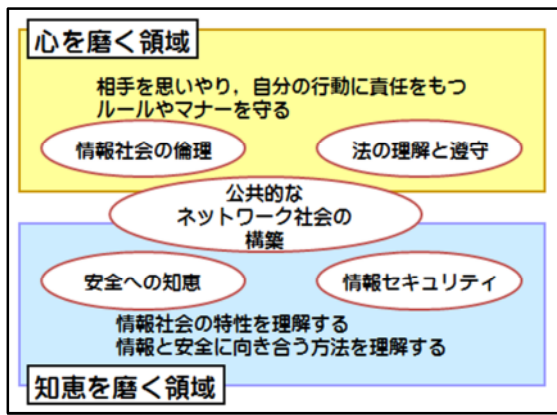 心を磨く領域
相手を思いやり，自分の行動に責任をもつ
ルールやマナーを守る
情報社会の倫理
法の理解と遵守
公共的な
ネットワーク社会の
構築
安全への知恵
情報セキュリティ
情報社会の特性を理解する
情報と安全に向き合う方法を理解する
知恵を磨く領域